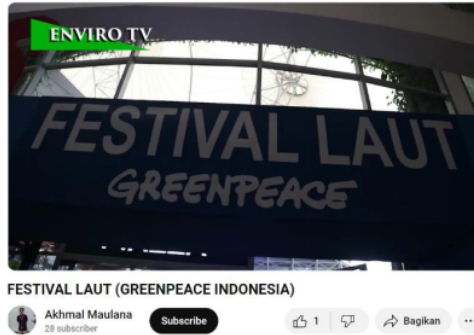 ENVIRO TV
FESTIVAL LAUT
GREENPEACE
FESTIVAL LAUT (GREENPEACE INDONESIA)
Akhmal Maulana
28 subscriber
Subscribe
1
Bagikan